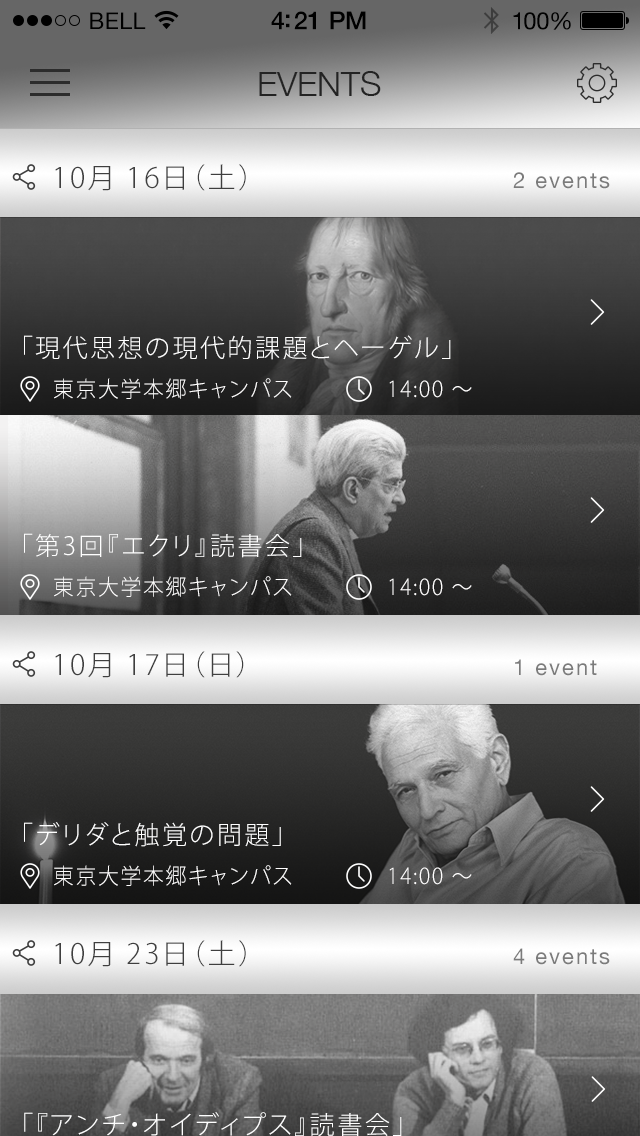 BELL 4:21 PM 100%
EVENTS
10月 16日（土） 2 events
「現代思想の現代的課題とヘーゲル」
東京大学本郷キャンパス 14:00 〜
「第3回『エクリ』読書会」
東京大学本郷キャンパス 14:00 〜
10月 17日（日） 1 event
「デリダと触覚の問題」
東京大学本郷キャンパス 14:00 〜
10月 23日（土） 4 events
「『アンチ・オイディプス』読書会」